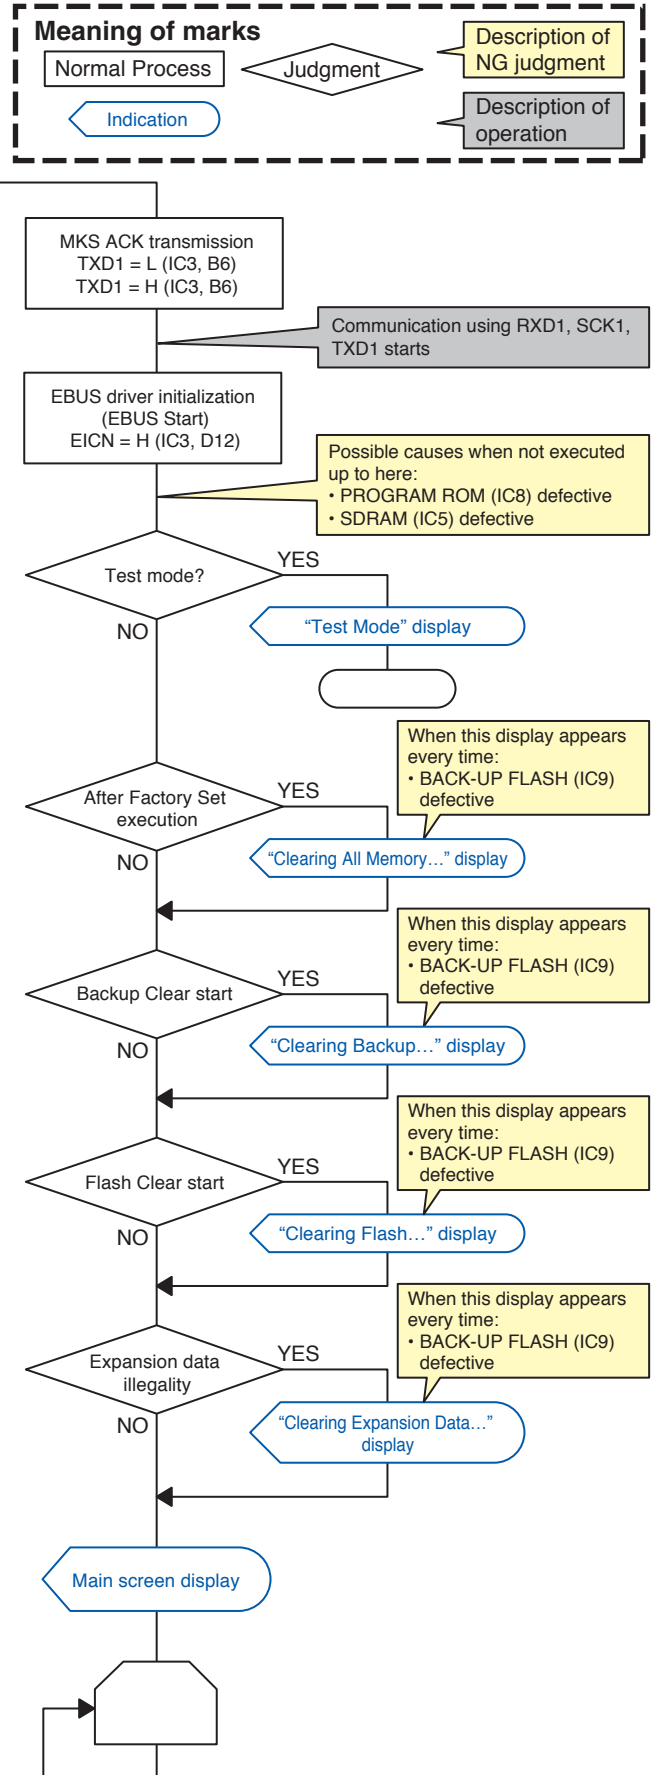 Meaning of marks
Normal Process
Judgment
Description of
NG judgment
Indication
Description of
operation
MKS ACK transmission
TXD1 = L (IC3, B6)
TXD1 = H (IC3, B6)
Communication using RXD1, SCK1,
TXD1 starts
EBUS driver initialization
(EBUS Start)
EICN = H (IC3, D12)
Possible causes when not executed
up to here:
• PROGRAM ROM (IC8) defective
• SDRAM (IC5) defective
Test mode?
YES
NO
“Test Mode” display
When this display appears
every time:
• BACK-UP FLASH (IC9)
defective
After Factory Set
execution
YES
NO
“Clearing All Memory…” display
When this display appears
every time:
• BACK-UP FLASH (IC9)
defective
Backup Clear start
YES
NO
“Clearing Backup…” display
When this display appears
every time:
• BACK-UP FLASH (IC9)
defective
Flash Clear start
YES
NO
“Clearing Flash…” display
When this display appears
every time:
• BACK-UP FLASH (IC9)
defective
Expansion data
illegality
YES
NO
“Clearing Expansion Data…”
display
Main screen display